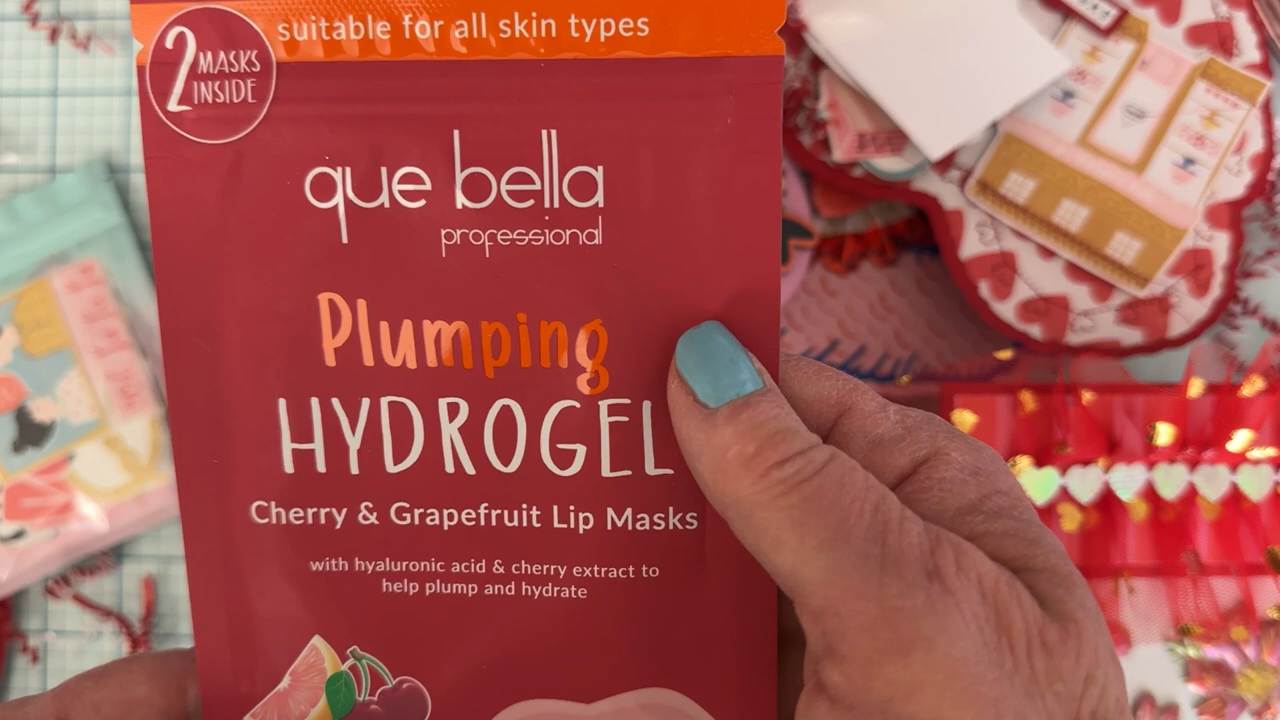 suitable for all skin types
2 MASKS
INSIDE
que bella
professional
Plumping
HYDROGEL
Cherry & Grapefruit Lip Masks
with hyaluronic acid & cherry extract to
help plump and hydrate